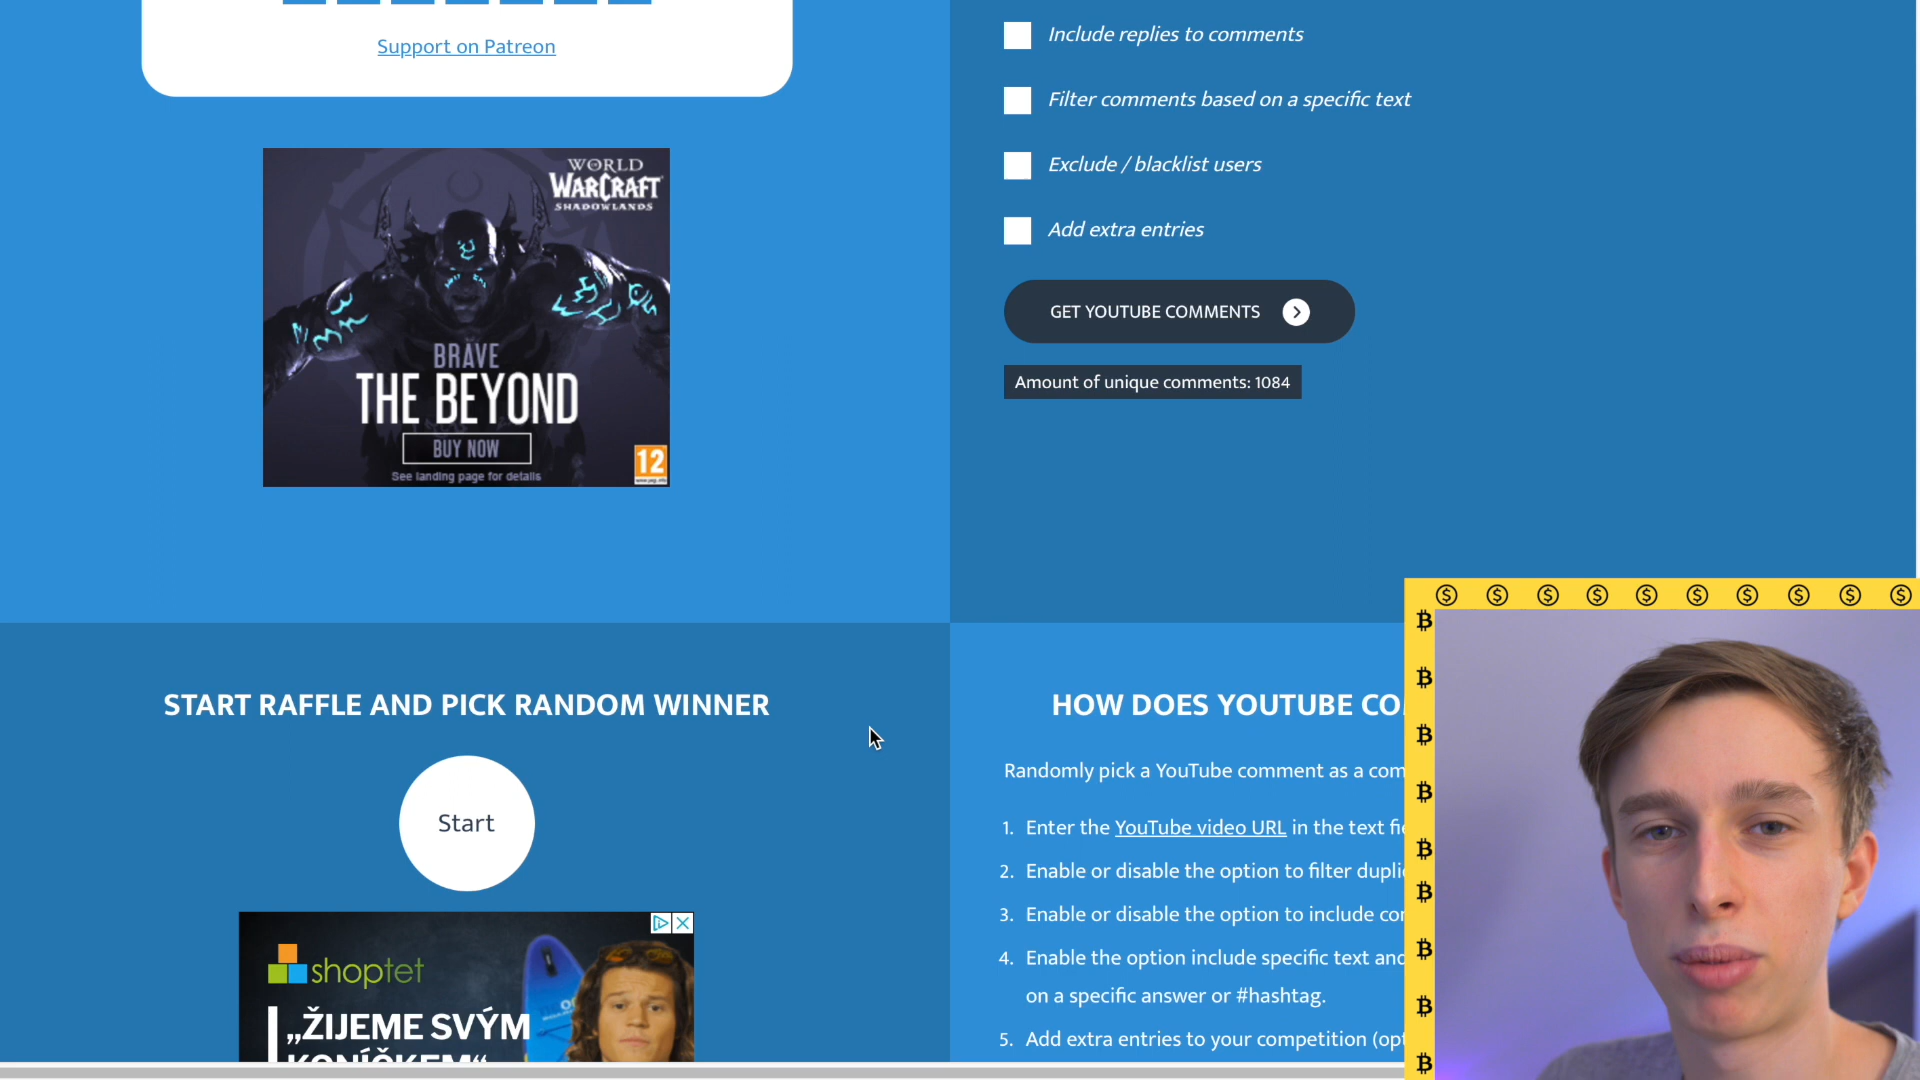 Support on Patreon
WORLD
WARCRAFT
SHADOWLANDS
BRAVE
THE BEYOND
BUY NOW
See landing page for details
12
Include replies to comments
Filter comments based on a specific text
Exclude / blacklist users
Add extra entries
GET YOUTUBE COMMENTS
Amount of unique comments: 1084
START RAFFLE AND PICK RANDOM WINNER
Start
shoptet
„ŽIJEME SVÝM
KONÍČKEM“
HOW DOES YOUTUBE CO
Randomly pick a YouTube comment as a com
1. Enter the YouTube video URL in the text fie
2. Enable or disable the option to filter dupli
3. Enable or disable the option to include co
4. Enable the option include specific text and
on a specific answer or #hashtag.
5. Add extra entries to your competition (opt